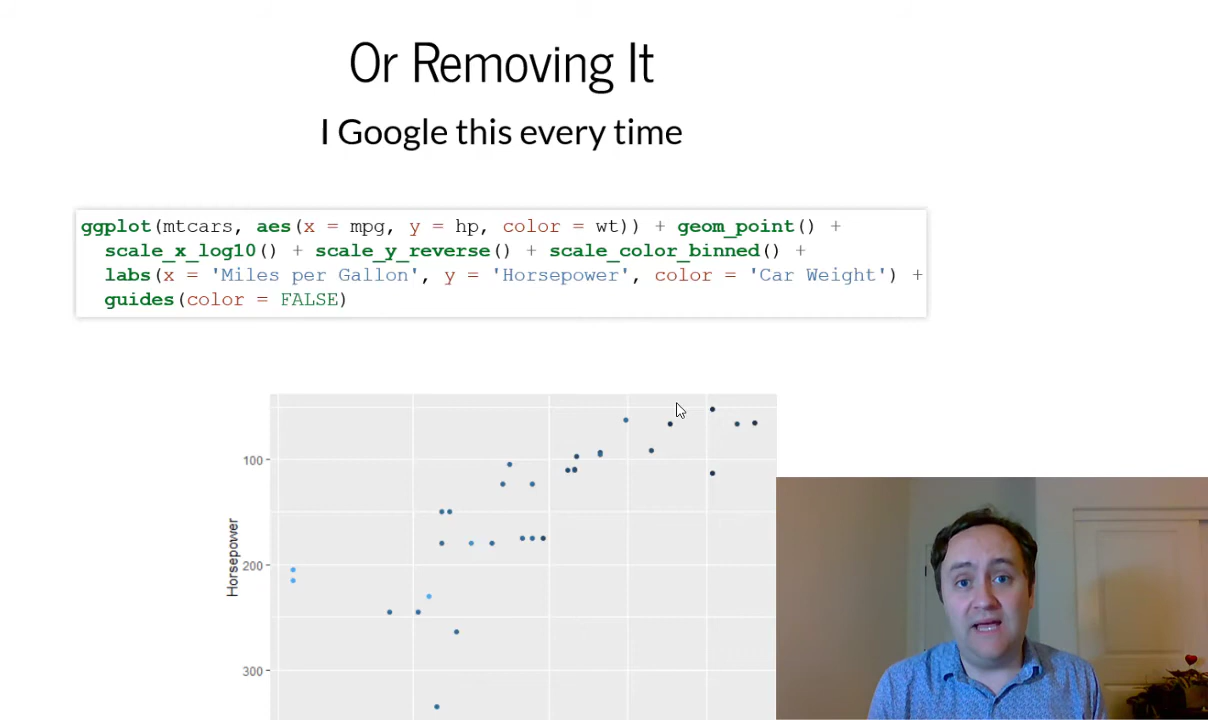 Or Removing It
I Google this every time
ggplot(mtcars, aes(x = mpg, y = hp, color = wt)) + geom_point() +
scale_x_log10() + scale_y_reverse() + scale_color_binned() +
labs(x = 'Miles per Gallon', y = 'Horsepower', color = 'Car Weight') +
guides(color = FALSE)
100
200
300
Horsepower